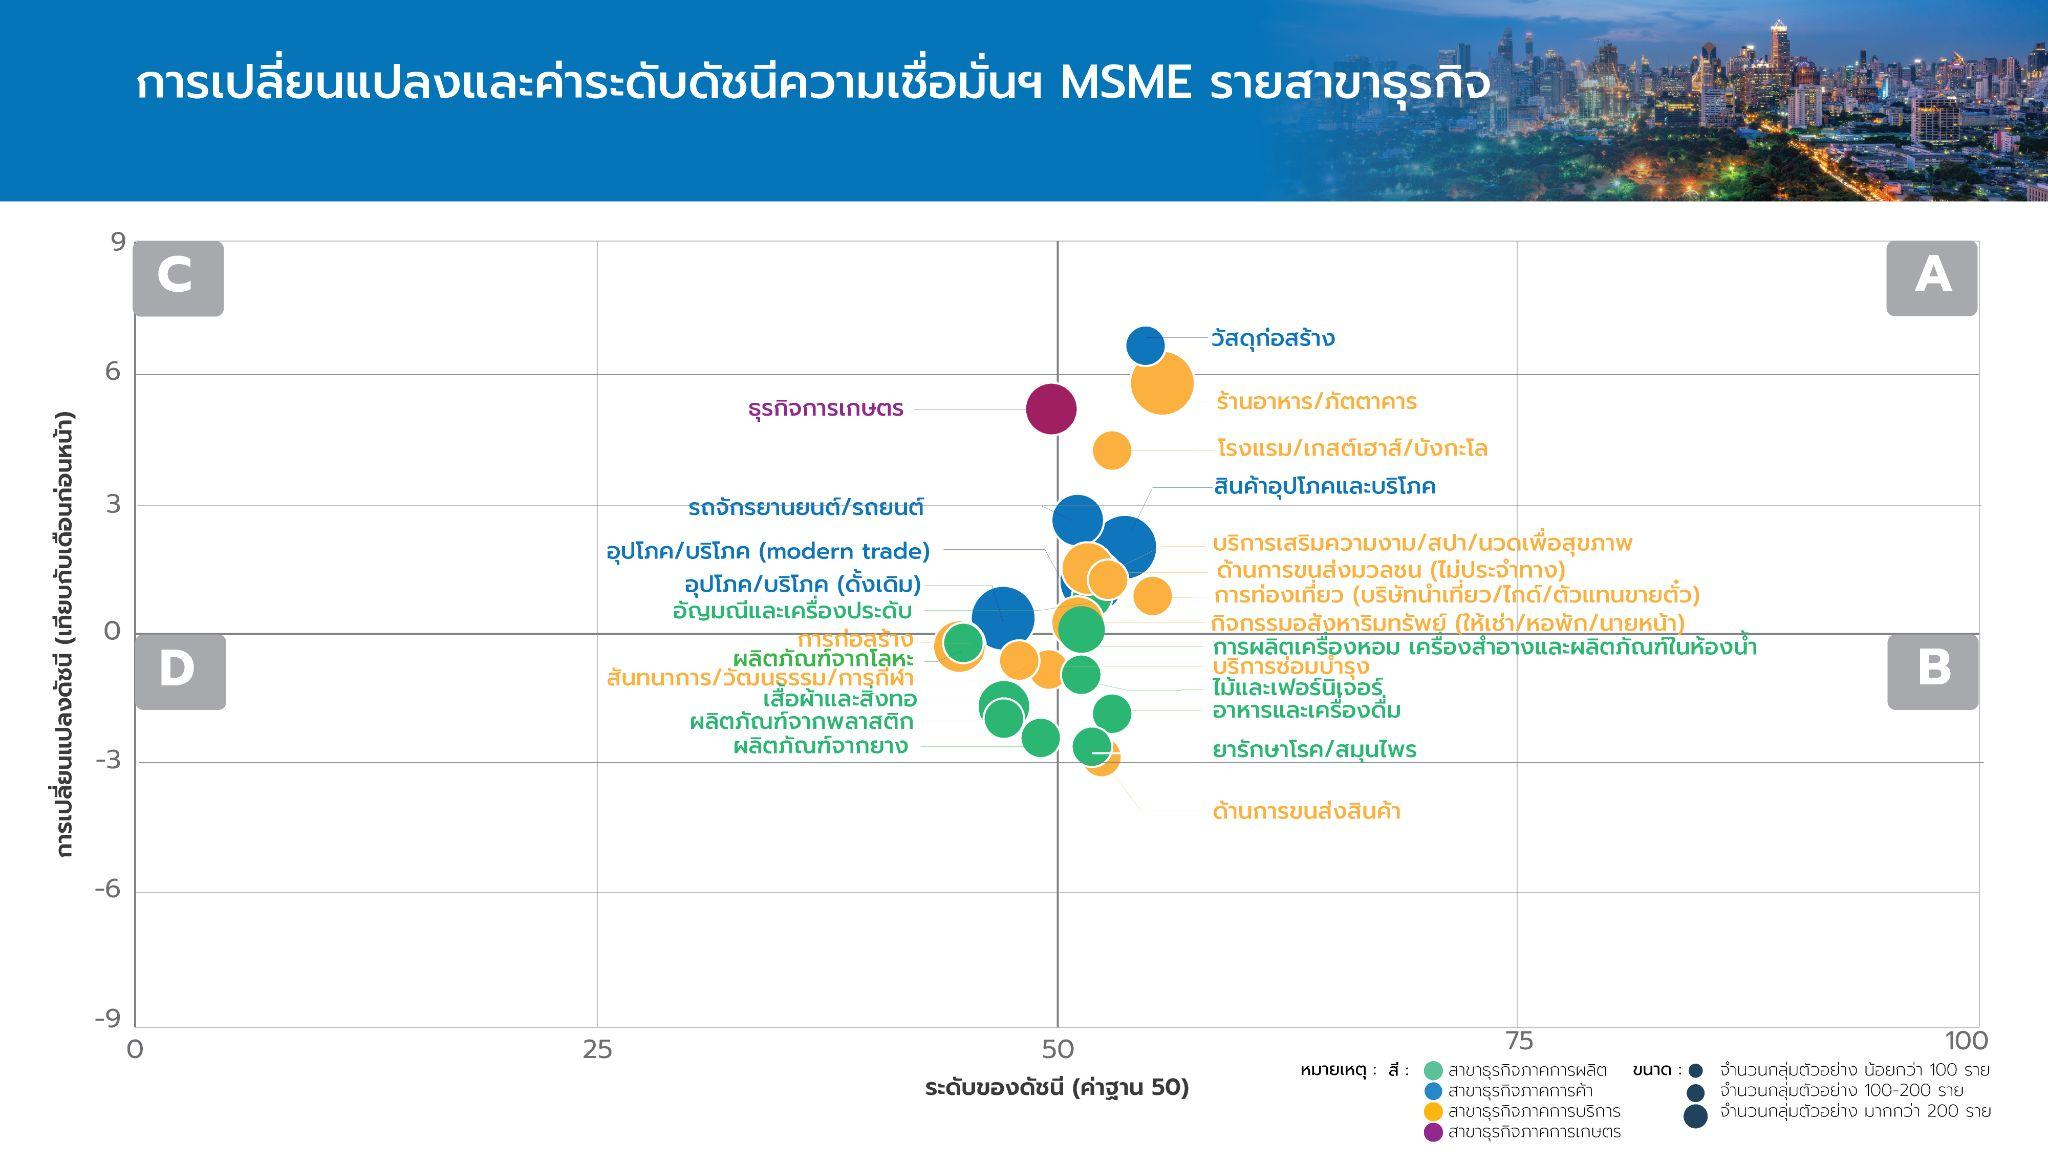 การเปลี่ยนแปลงและค่าระดับดัชนีความเชื่อมั่นฯ MSME รายสาขาธุรกิจ
การเปลี่ยนแปลงดัชนี (เทียบกับเดือนก่อนหน้า)
9
6
3
0
-3
-6
-9
C
A
D
B
วัสดุก่อสร้าง
ร้านอาหาร/ภัตตาคาร
ธุรกิจการเกษตร
โรงแรม/เกสต์เฮาส์/บังกะโล
สินค้าอุปโภคและบริโภค
รถจักรยานยนต์/รถยนต์
บริการเสริมความงาม/สปา/นวดเพื่อสุขภาพ
อุปโภค/บริโภค (modern trade)
ด้านการขนส่งมวลชน (ไม่ประจำทาง)
อุปโภค/บริโภค (ดั้งเดิม)
การท่องเที่ยว (บริษัทนำเที่ยว/ไกด์/ตัวแทนขายตั๋ว)
อัญมณีและเครื่องประดับ
กิจกรรมอสังหาริมทรัพย์ (ให้เช่า/หอพัก/นายหน้า)
การก่อสร้าง
การผลิตเครื่องหอม เครื่องสำอางและผลิตภัณฑ์ในห้องน้ำ
ผลิตภัณฑ์จากโลหะ
บริการซ่อมบำรุง
สันทนาการ/วัฒนธรรม/การกีฬา
ไม้และเฟอร์นิเจอร์
เสื้อผ้าและสิ่งทอ
อาหารและเครื่องดื่ม
ผลิตภัณฑ์จากพลาสติก
ผลิตภัณฑ์จากยาง
ยารักษาโรค/สมุนไพร
ด้านการขนส่งสินค้า
0
25
50
75
100
ระดับของดัชนี (ค่าฐาน 50)
หมายเหตุ : สี :
สาขาธุรกิจภาคการผลิต
สาขาธุรกิจภาคการค้า
สาขาธุรกิจภาคการบริการ
สาขาธุรกิจภาคการเกษตร
ขนาด :
จำนวนกลุ่มตัวอย่าง น้อยกว่า 100 ราย
จำนวนกลุ่มตัวอย่าง 100-200 ราย
จำนวนกลุ่มตัวอย่าง มากกว่า 200 ราย